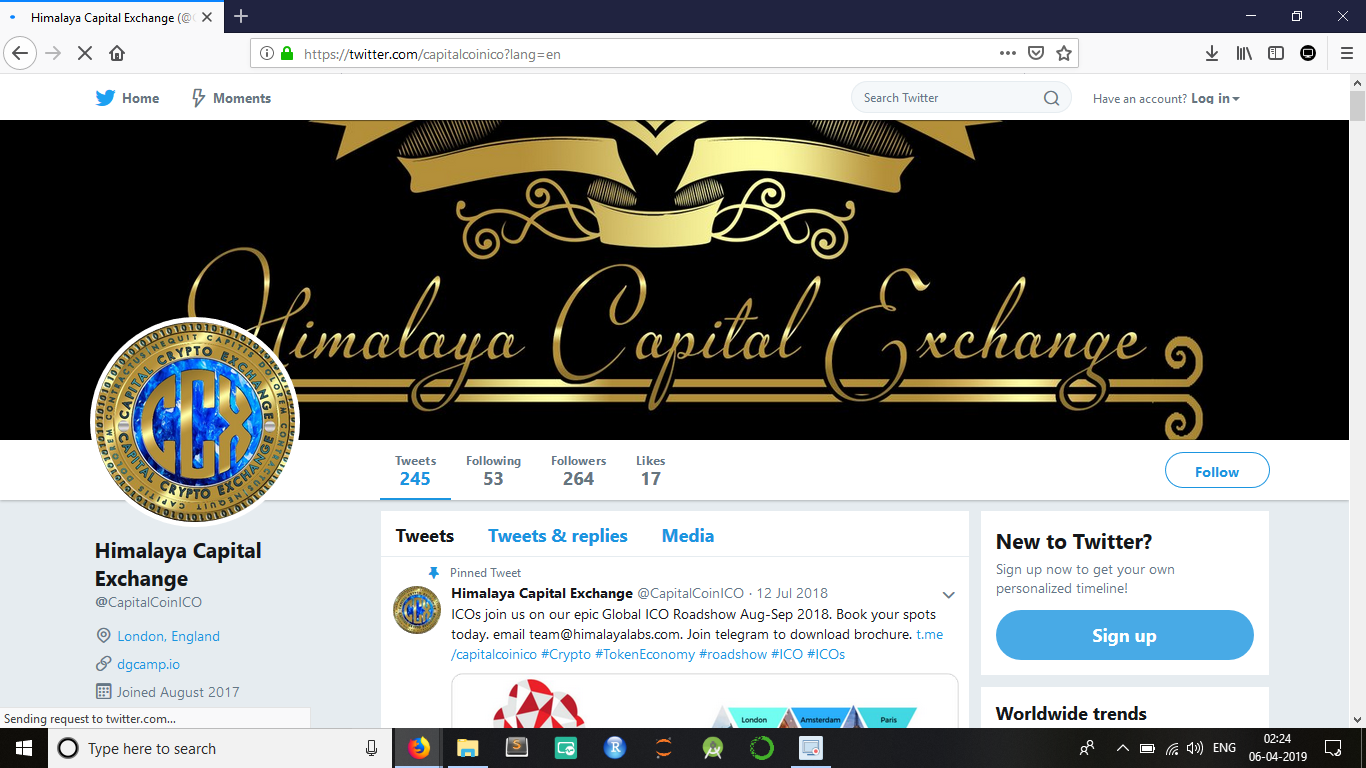 Himalaya Capital Exchange (@
https://twitter.com/capitalcoinico?lang=en
Home
Moments
Search Twitter
Have an account? Log in
Himalaya Capital Exchange
CAPITAL CRYPTO EXCHANGE
CAPITAL CRYPTO EXCHANGE
CCX
Tweets
Following
Followers
Likes
245
53
264
17
Follow
Himalaya Capital
Exchange
@CapitalCoinICO
London, England
dgcamp.io
Joined August 2017
Tweets
Tweets & replies
Media
Pinned Tweet
Himalaya Capital Exchange @CapitalCoinICO · 12 Jul 2018
ICOs join us on our epic Global ICO Roadshow Aug-Sep 2018. Book your spots
today. email team@himalayalabs.com. Join telegram to download brochure. t.me
/capitalcoinico #Crypto #TokenEconomy #roadshow #ICO #ICOs
London
Amsterdam
Paris
New to Twitter?
Sign up now to get your own
personalized timeline!
Sign up
Worldwide trends
Sending request to twitter.com...
Type here to search
S
R
ENG
02:24
06-04-2019